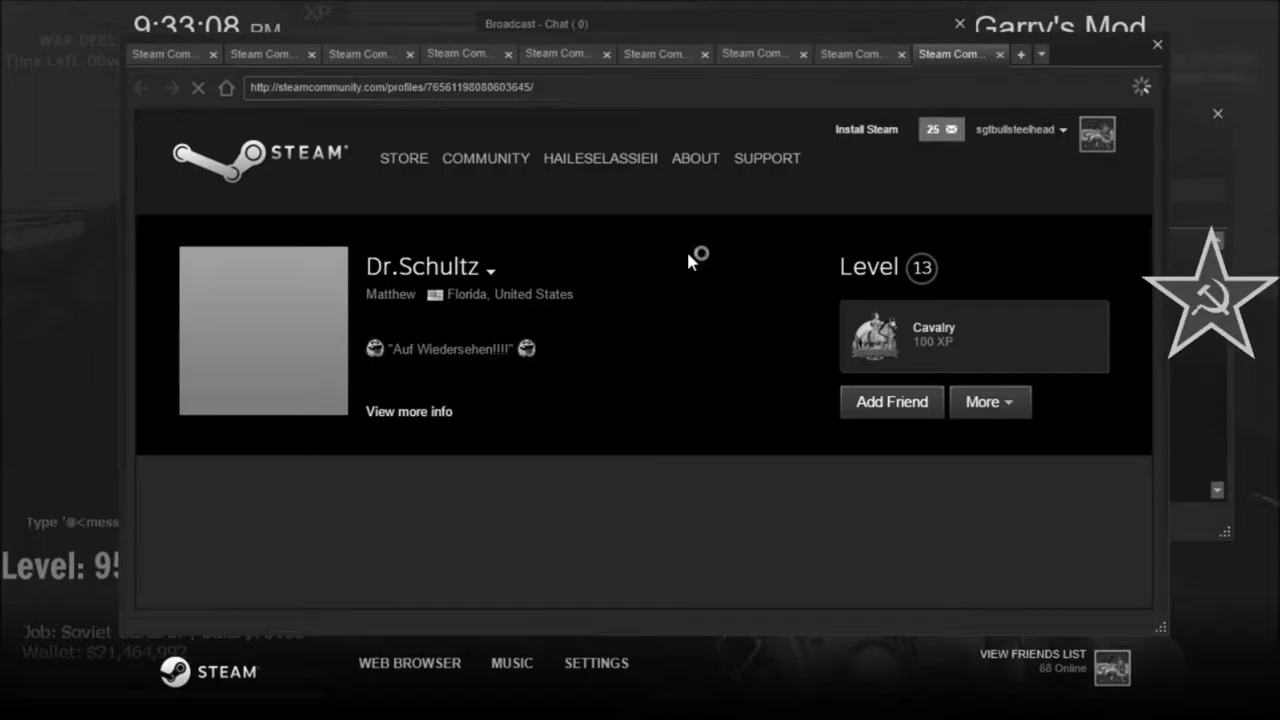 9:33:08 PM
XP
Broadcast - Chat ( 0)
Garry's Mod
Steam Com... Steam Com... Steam Com... Steam Com... Steam Com... Steam Com... Steam Com... Steam Com... Steam Com...
http://steamcommunity.com/profiles/76561198080603645/
Install Steam 25 sgtbullsteelhead
STEAM STORE COMMUNITY HAILESELASSIEII ABOUT SUPPORT
Dr.Schultz
Matthew Florida, United States
"Auf Wiedersehen!!!!"
View more info
Level 13
Cavalry
100 XP
Add Friend More
Type '@<mess
Level: 95
Job: Soviet
Wallet: $21,464,992
STEAM WEB BROWSER MUSIC SETTINGS
VIEW FRIENDS LIST
68 Online